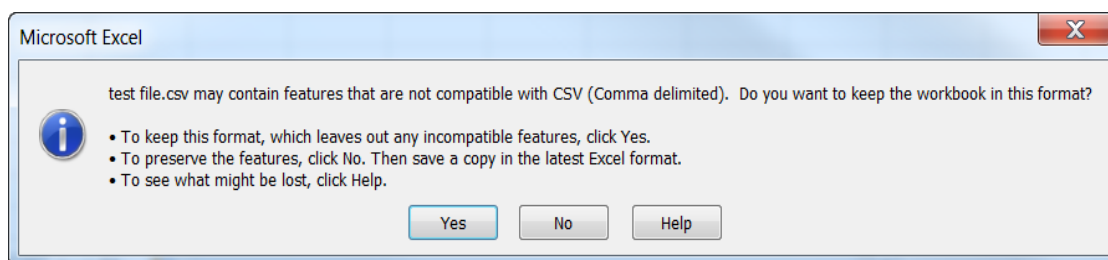 Microsoft Excel
test file.csv may contain features that are not compatible with CSV (Comma delimited).  Do you want to keep the workbook in this format?
• To keep this format, which leaves out any incompatible features, click Yes.
• To preserve the features, click No. Then save a copy in the latest Excel format.
• To see what might be lost, click Help.
Yes No Help